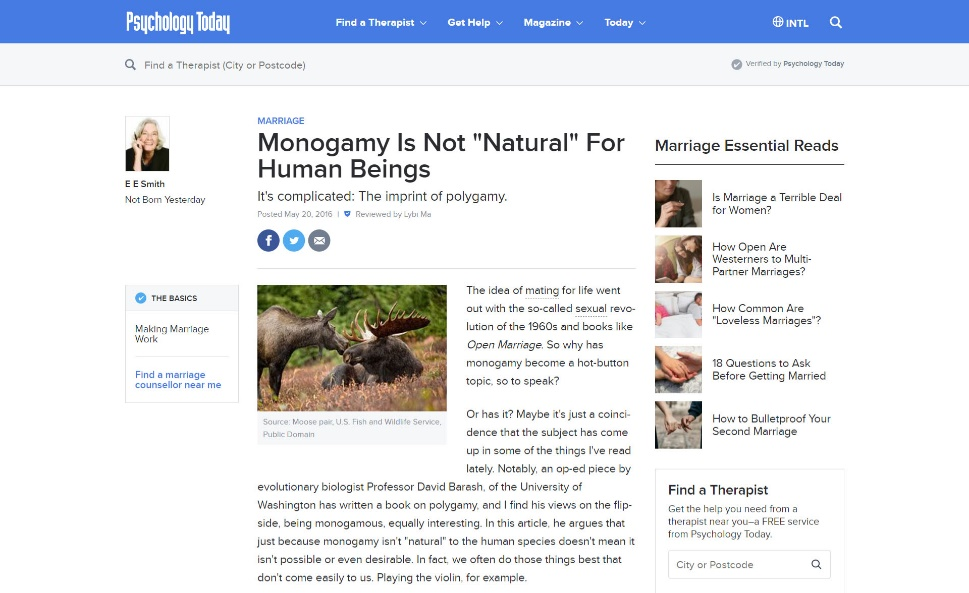 Psychology Today
Find a Therapist
Get Help
Magazine
Today
INTL
Find a Therapist (City or Postcode)
Verified by Psychology Today
E E Smith
Not Born Yesterday
THE BASICS
Making Marriage
Work
Find a marriage
counsellor near me
MARRIAGE
Monogamy Is Not "Natural" For
Human Beings
It's complicated: The imprint of polygamy.
Posted May 20, 2016 | Reviewed by Lybi Ma
Source: Moose pair, U.S. Fish and Wildlife Service,
Public Domain
The idea of mating for life went
out with the so-called sexual revo-
lution of the 1960s and books like
Open Marriage. So why has
monogamy become a hot-button
topic, so to speak?
Or has it? Maybe it's just a coinci-
dence that the subject has come
up in some of the things I've read
lately. Notably, an op-ed piece by
evolutionary biologist Professor David Barash, of the University of
Washington has written a book on polygamy, and I find his views on the flip-
side, being monogamous, equally interesting. In this article, he argues that
just because monogamy isn't "natural" to the human species doesn't mean it
isn't possible or even desirable. In fact, we often do those things best that
don't come easily to us. Playing the violin, for example.
Marriage Essential Reads
Is Marriage a Terrible Deal
for Women?
How Open Are
Westerners to Multi-
Partner Marriages?
How Common Are
"Loveless Marriages"?
18 Questions to Ask
Before Getting Married
How to Bulletproof Your
Second Marriage
Find a Therapist
Get the help you need from a
therapist near you–a FREE service
from Psychology Today.
City or Postcode